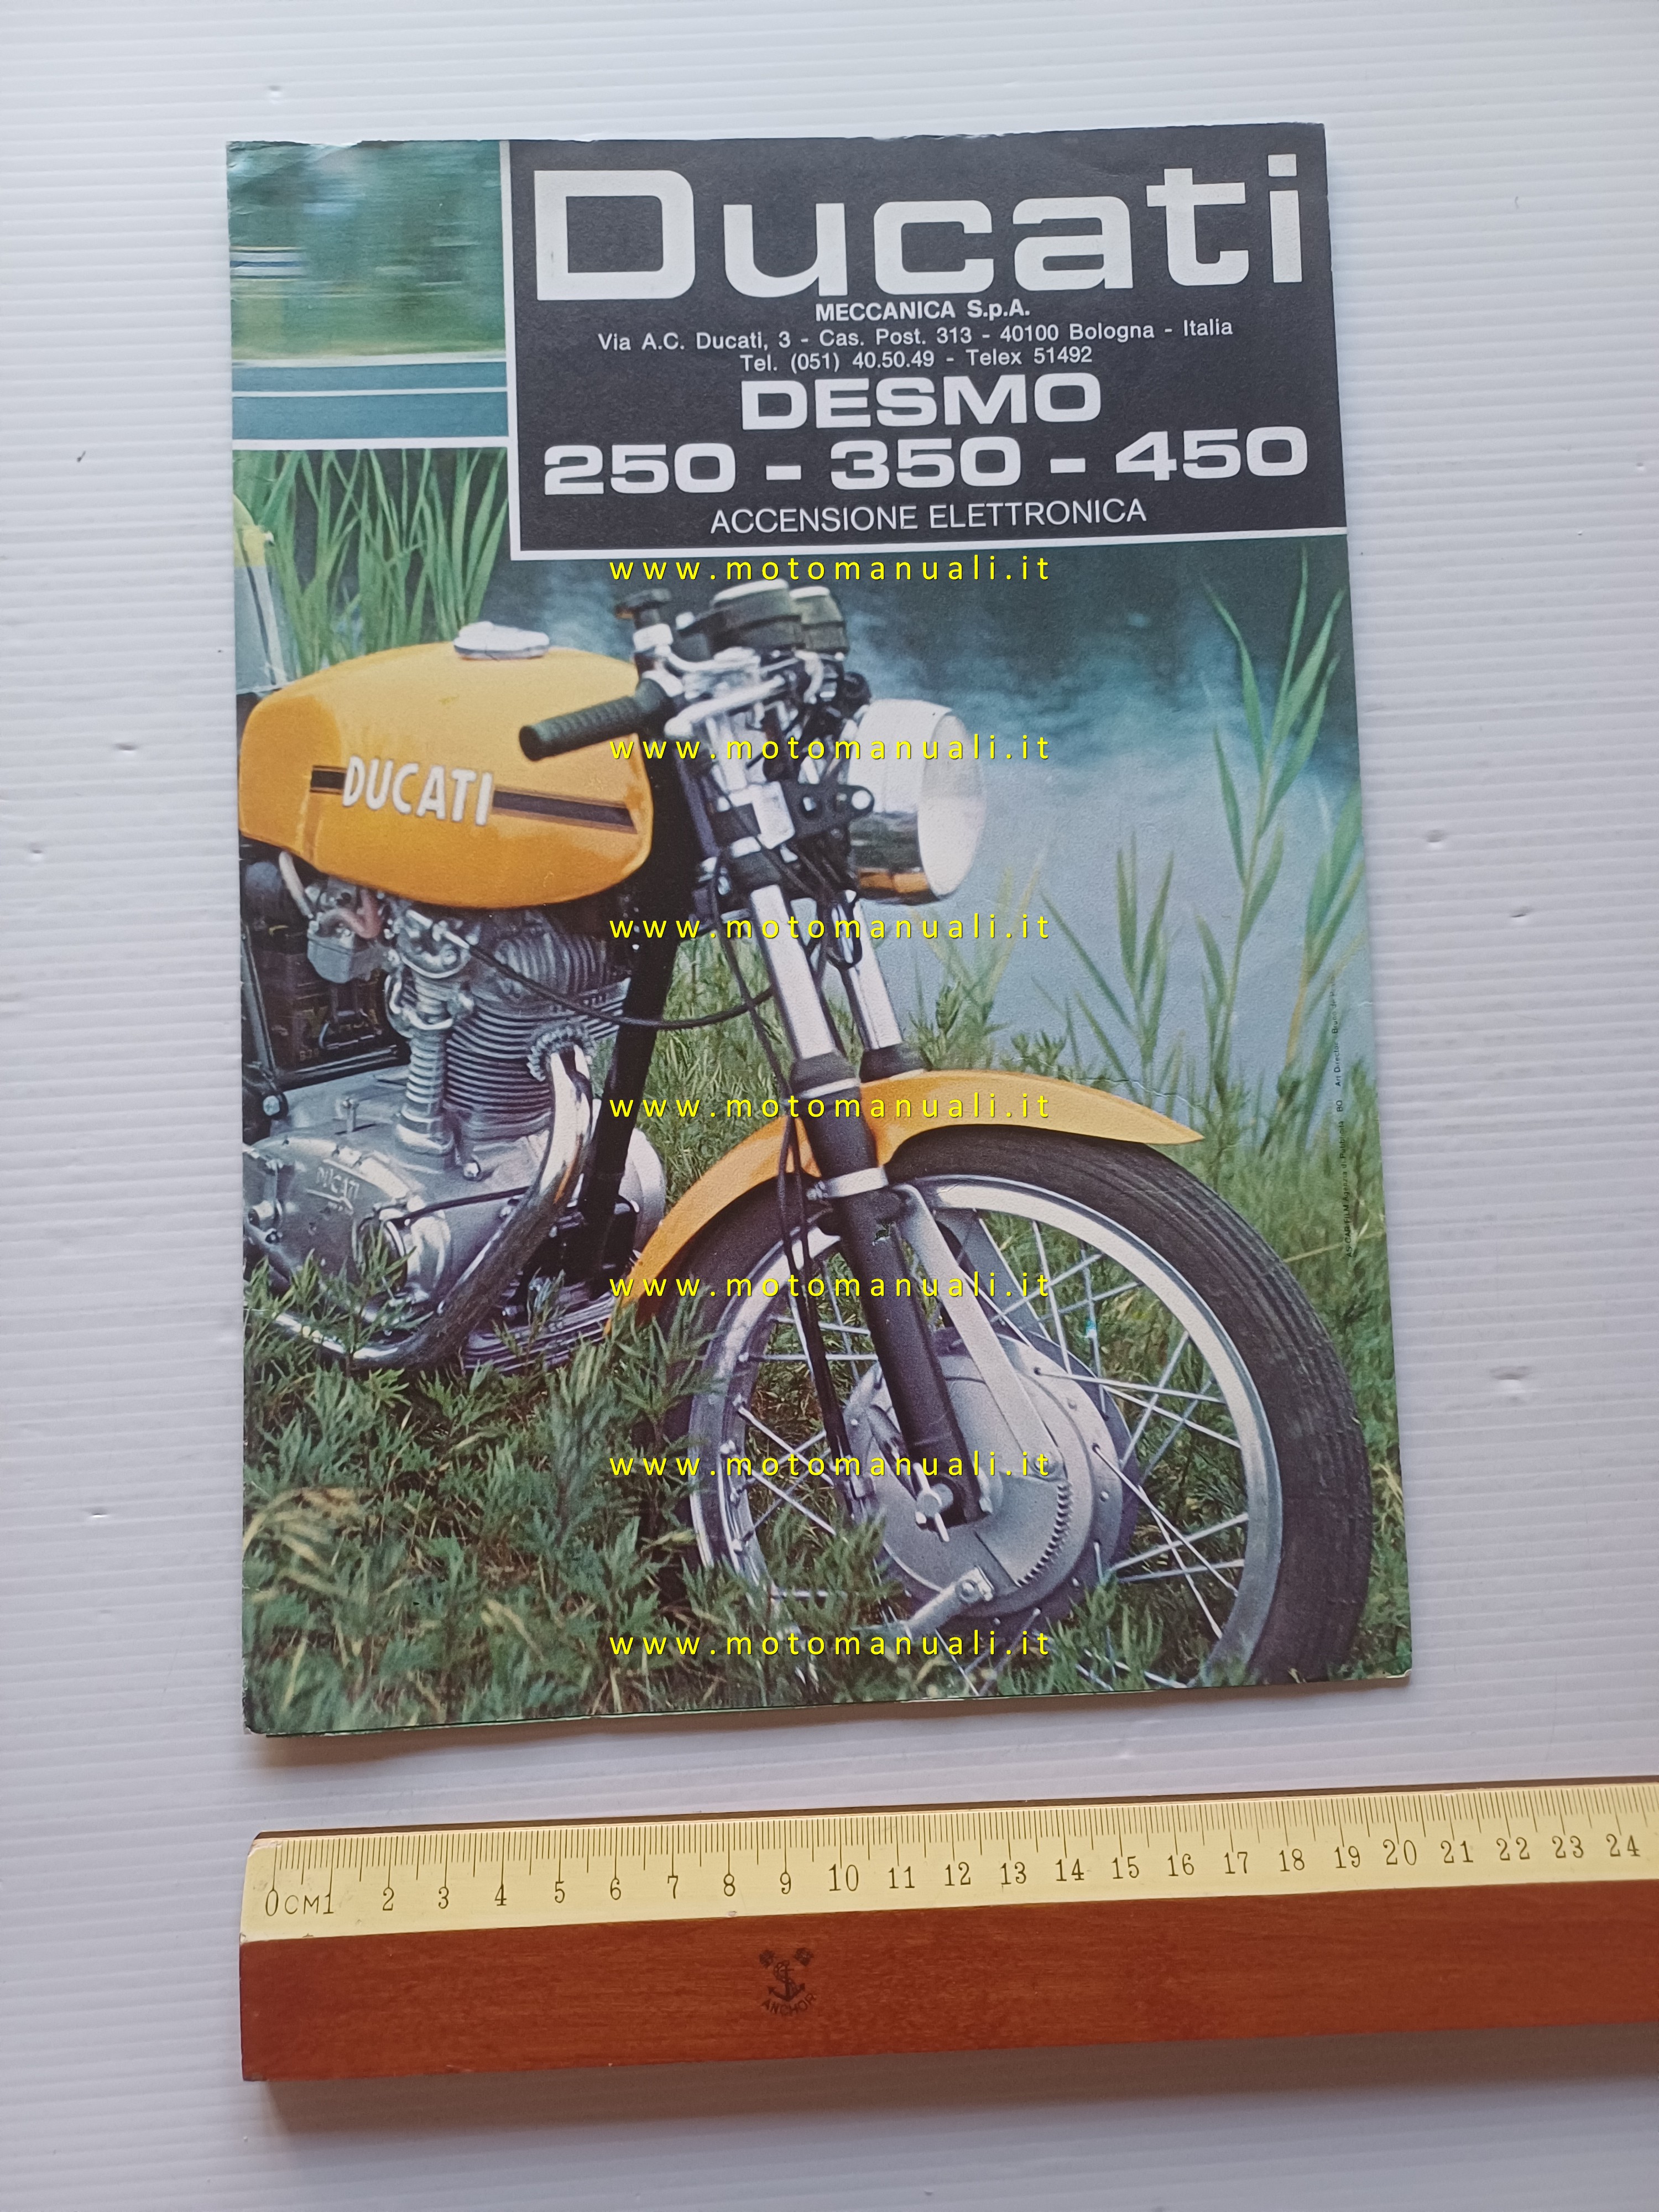 Ducati
MECCANICA S.p.A.
Via A.C. Ducati, 3 - Cas. Post. 313 - 40100 Bologna - Italia
Tel. (051) 40.50.49 - Telex 51492
DESMO
250 - 350 - 450
ACCENSIONE ELETTRONICA
www.motomanuali.it
www.motomanuali.it
DUCATI
www.motomanuali.it
www.motomanuali.it
DUCATI
www.motomanuali.it
www.motomanuali.it
www.motomanuali.it
0CM1 2 3 4 5 6 7 8 9 10 11 12 13 14 15 16 17 18 19 20 21 22 23 24
ANCHOR